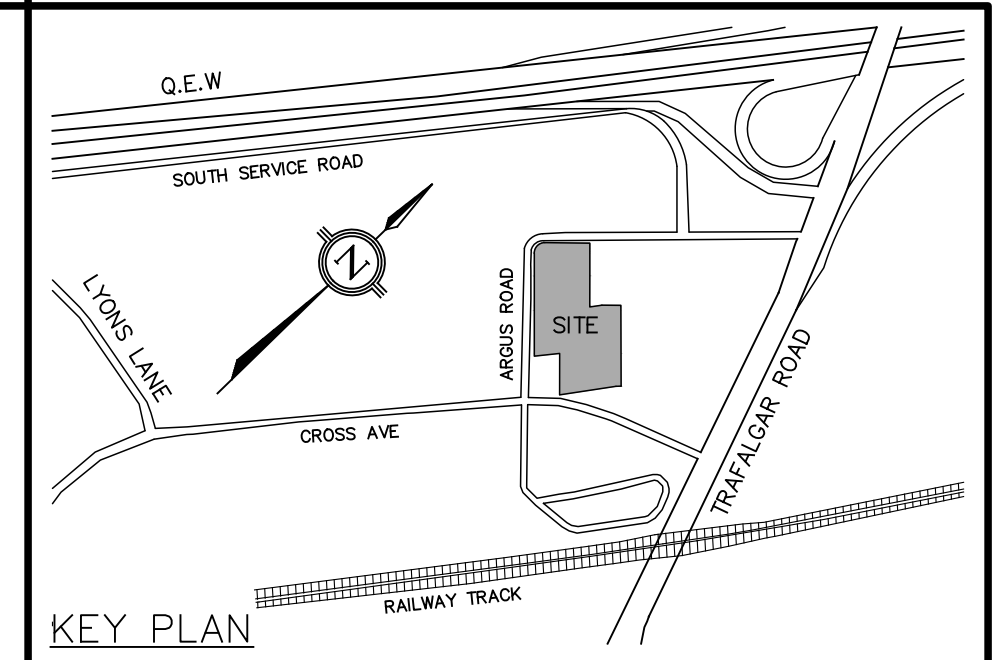 Q.E.W
SOUTH SERVICE ROAD
N
LYONS LANE
ARGUS ROAD
SITE
TRAFALGAR ROAD
CROSS AVE
RAILWAY TRACK
KEY PLAN